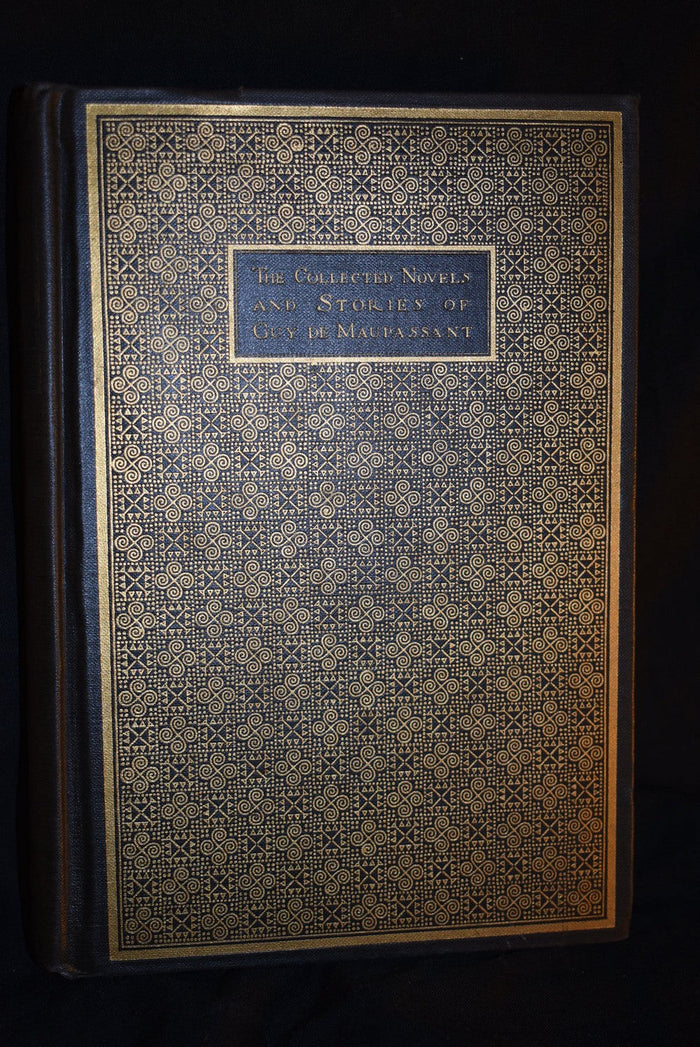 The Collected Novels
and Stories of
Guy de Maupassant